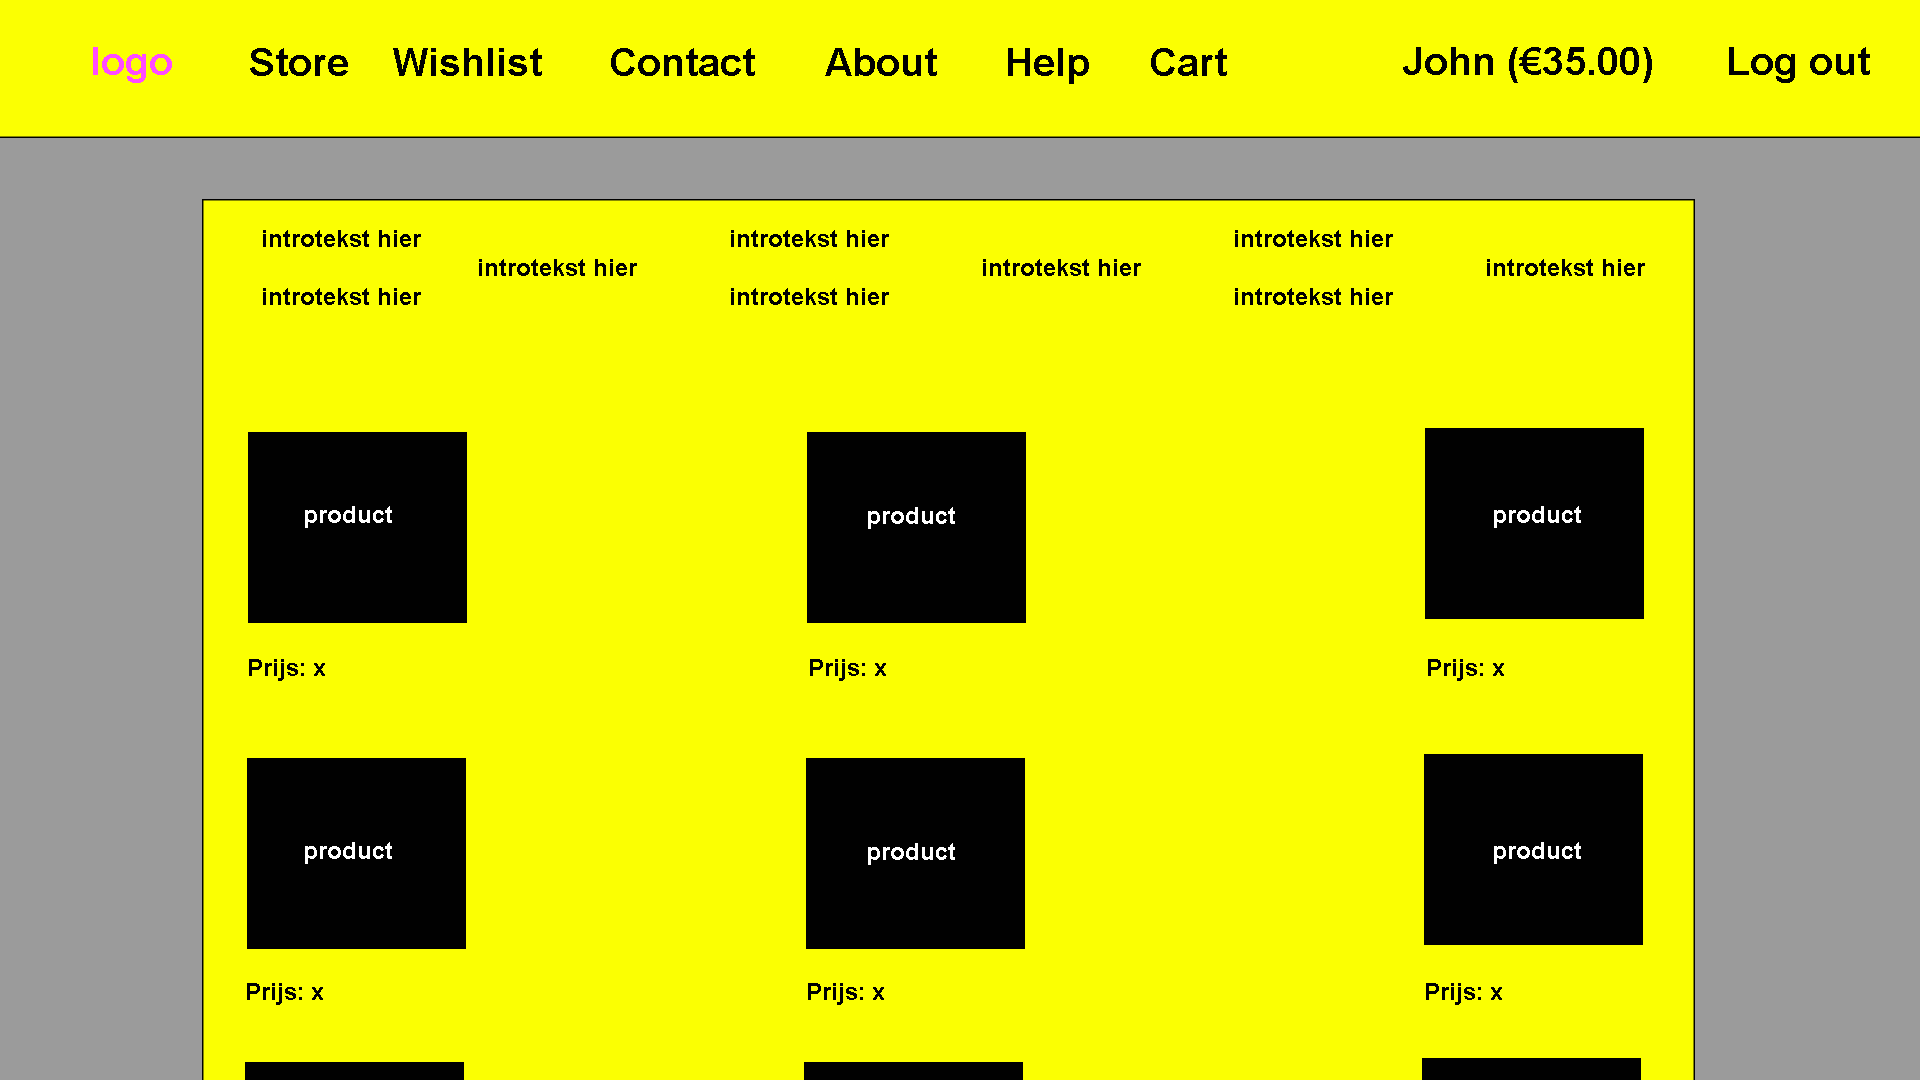 logo Store Wishlist Contact About Help Cart John (€35.00) Log out
introtekst hier introtekst hier introtekst hier
introtekst hier introtekst hier introtekst hier
introtekst hier introtekst hier introtekst hier
product product product
Prijs: x Prijs: x Prijs: x
product product product
Prijs: x Prijs: x Prijs: x